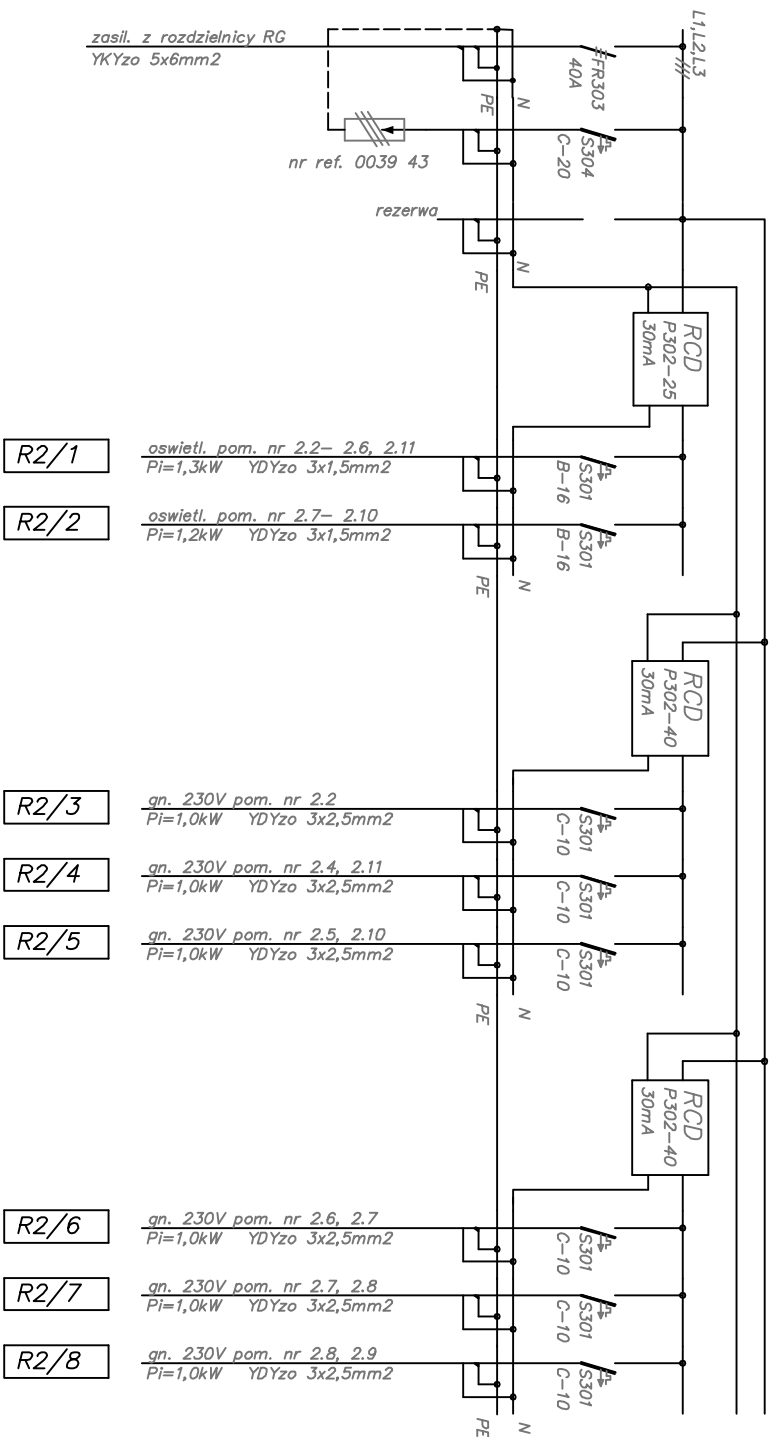 L1,L2,L3
zasil. z rozdzielnicy RG
YKYzo 5x6mm2
FR303
40A
N
PE
S304
C-20
nr ref. 0039 43
rezerwa
N
PE
RCD
P302-25
30mA
R2/1
oswietl. pom. nr 2.2- 2.6, 2.11
Pi=1,3kW YDYzo 3x1,5mm2
S301
B-16
R2/2
oswietl. pom. nr 2.7- 2.10
Pi=1,2kW YDYzo 3x1,5mm2
S301
B-16
N
PE
RCD
P302-40
30mA
R2/3
gn. 230V pom. nr 2.2
Pi=1,0kW YDYzo 3x2,5mm2
S301
C-10
R2/4
gn. 230V pom. nr 2.4, 2.11
Pi=1,0kW YDYzo 3x2,5mm2
S301
C-10
R2/5
gn. 230V pom. nr 2.5, 2.10
Pi=1,0kW YDYzo 3x2,5mm2
S301
C-10
N
PE
RCD
P302-40
30mA
R2/6
gn. 230V pom. nr 2.6, 2.7
Pi=1,0kW YDYzo 3x2,5mm2
S301
C-10
R2/7
gn. 230V pom. nr 2.7, 2.8
Pi=1,0kW YDYzo 3x2,5mm2
S301
C-10
R2/8
gn. 230V pom. nr 2.8, 2.9
Pi=1,0kW YDYzo 3x2,5mm2
S301
C-10
N
PE